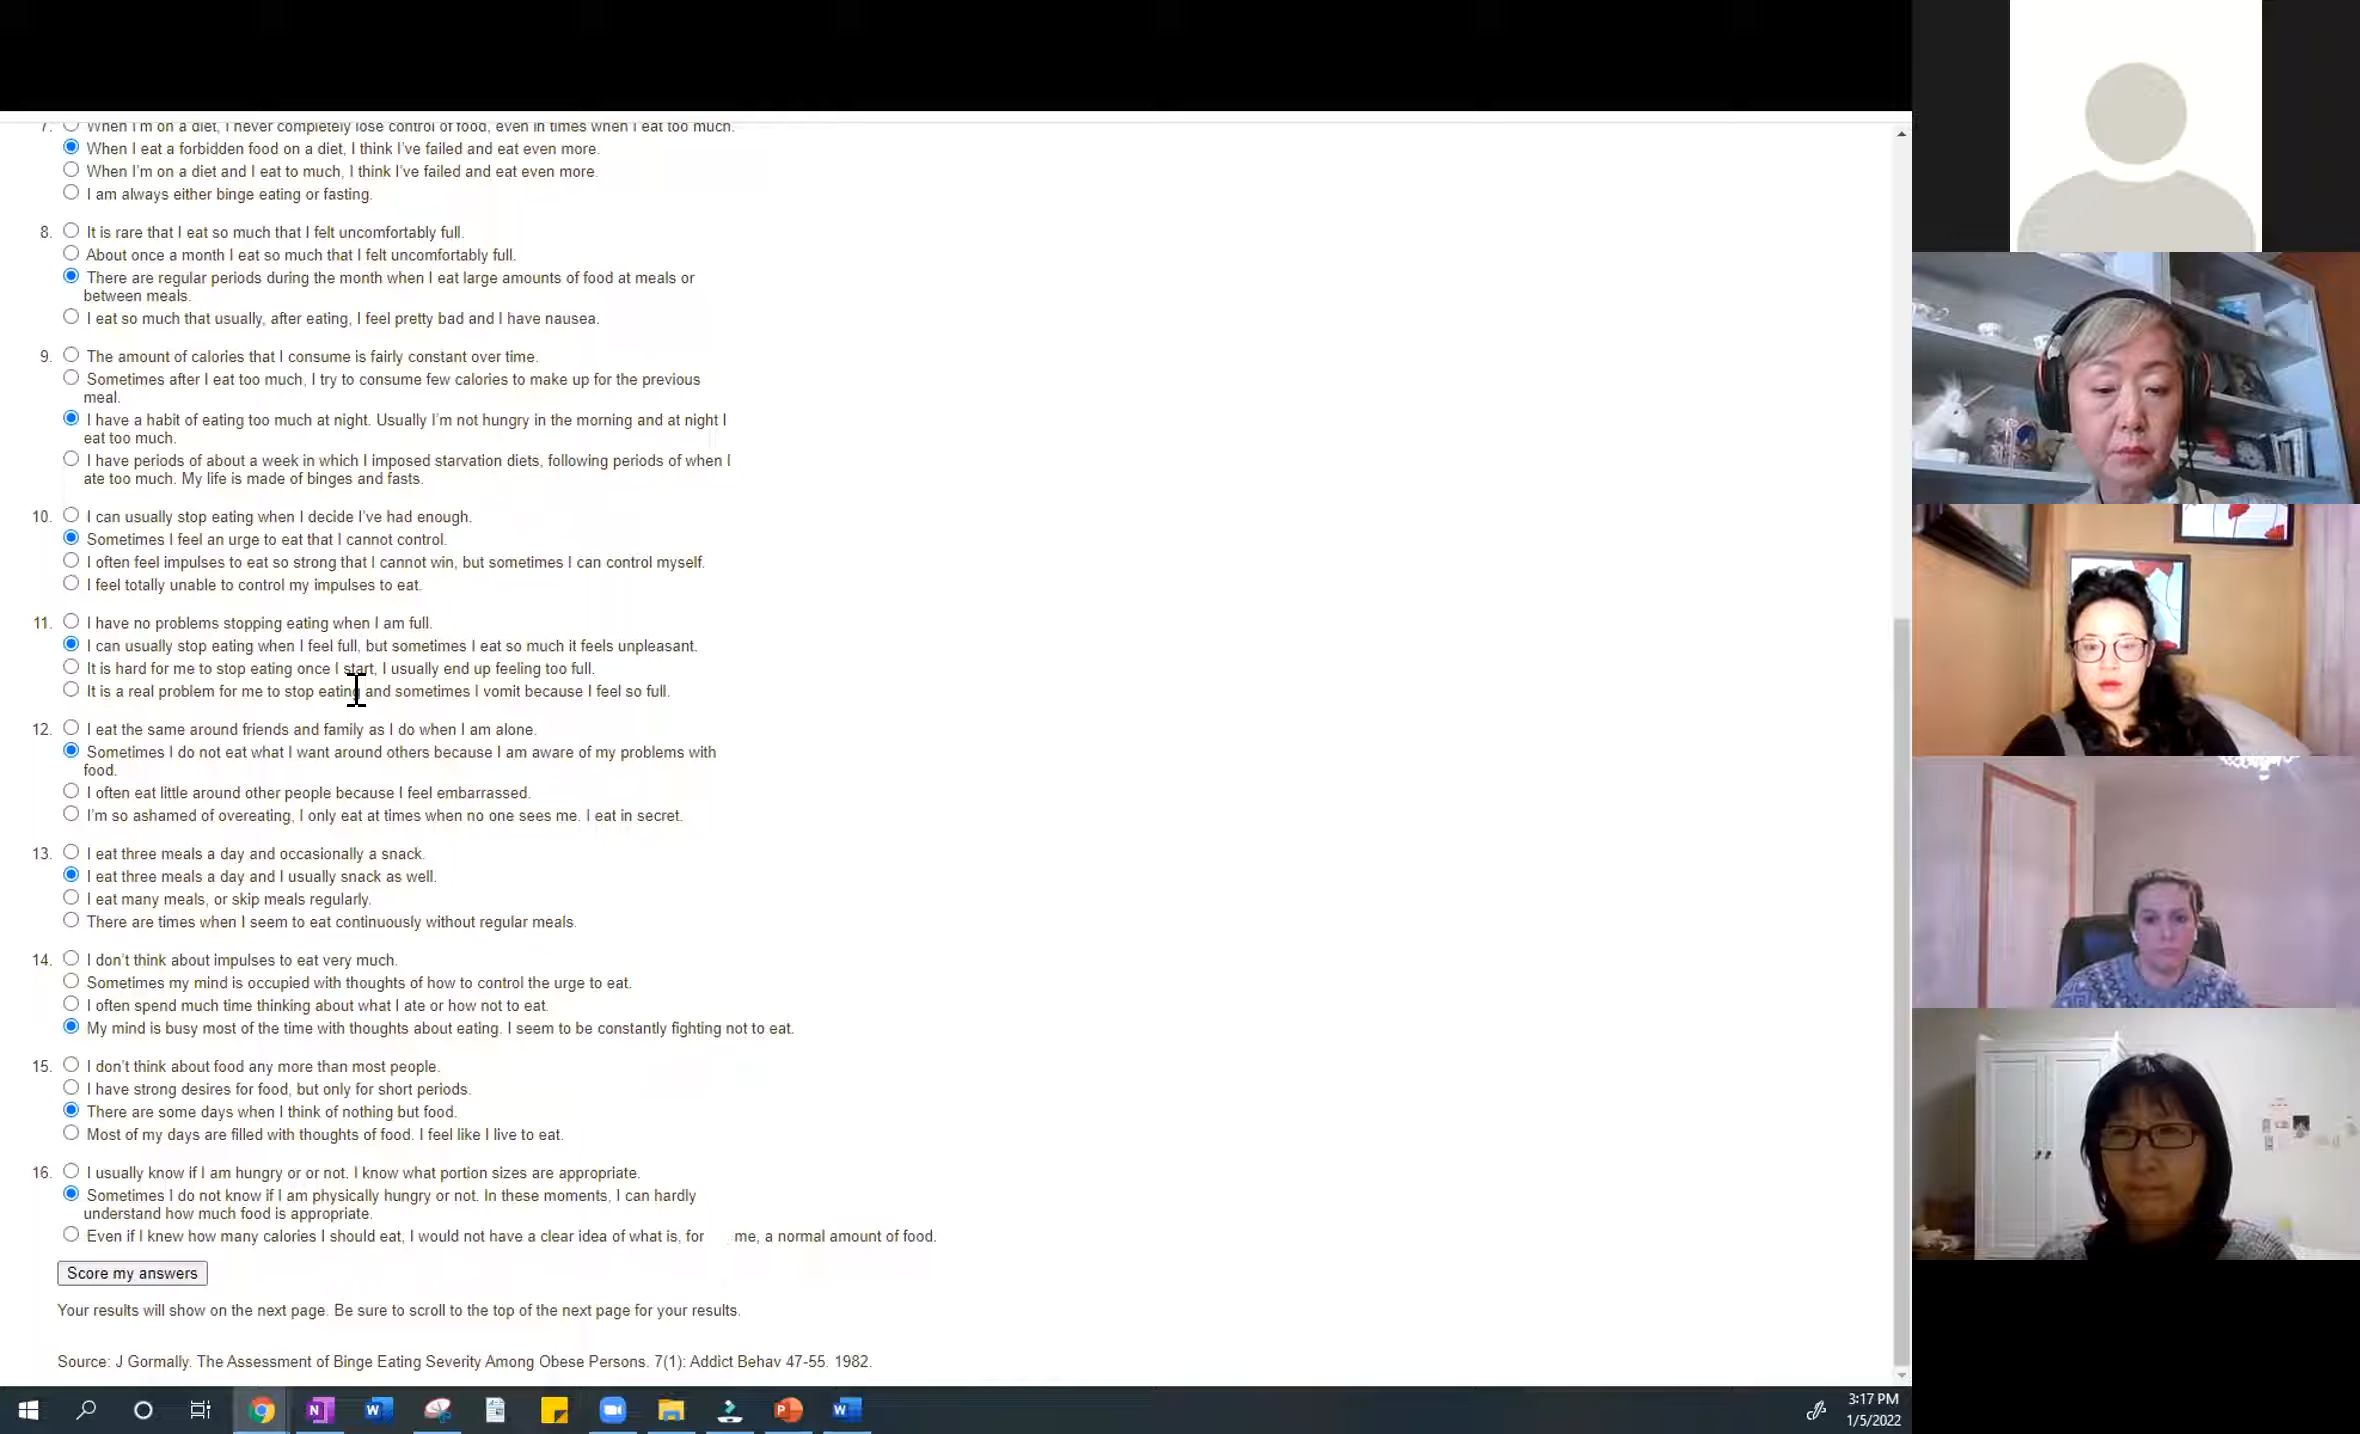 7. When I'm on a diet, I never completely lose control of food, even in times when I eat too much.
When I eat a forbidden food on a diet, I think I've failed and eat even more.
When I'm on a diet and I eat to much, I think I've failed and eat even more.
I am always either binge eating or fasting.
8. It is rare that I eat so much that I felt uncomfortably full.
About once a month I eat so much that I felt uncomfortably full.
There are regular periods during the month when I eat large amounts of food at meals or
between meals.
I eat so much that usually, after eating, I feel pretty bad and I have nausea.
9. The amount of calories that I consume is fairly constant over time.
Sometimes after I eat too much, I try to consume few calories to make up for the previous
meal.
I have a habit of eating too much at night. Usually I'm not hungry in the morning and at night I
eat too much.
I have periods of about a week in which I imposed starvation diets, following periods of when I
ate too much. My life is made of binges and fasts.
10. I can usually stop eating when I decide I've had enough.
Sometimes I feel an urge to eat that I cannot control.
I often feel impulses to eat so strong that I cannot win, but sometimes I can control myself.
I feel totally unable to control my impulses to eat.
11. I have no problems stopping eating when I am full.
I can usually stop eating when I feel full, but sometimes I eat so much it feels unpleasant.
It is hard for me to stop eating once I start, I usually end up feeling too full.
It is a real problem for me to stop eating and sometimes I vomit because I feel so full.
12. I eat the same around friends and family as I do when I am alone.
Sometimes I do not eat what I want around others because I am aware of my problems with
food.
I often eat little around other people because I feel embarrassed.
I'm so ashamed of overeating, I only eat at times when no one sees me. I eat in secret.
13. I eat three meals a day and occasionally a snack.
I eat three meals a day and I usually snack as well.
I eat many meals, or skip meals regularly.
There are times when I seem to eat continuously without regular meals.
14. I don't think about impulses to eat very much.
Sometimes my mind is occupied with thoughts of how to control the urge to eat.
I often spend much time thinking about what I ate or how not to eat.
My mind is busy most of the time with thoughts about eating. I seem to be constantly fighting not to eat.
15. I don't think about food any more than most people.
I have strong desires for food, but only for short periods.
There are some days when I think of nothing but food.
Most of my days are filled with thoughts of food. I feel like I live to eat.
16. I usually know if I am hungry or or not. I know what portion sizes are appropriate.
Sometimes I do not know if I am physically hungry or not. In these moments, I can hardly
understand how much food is appropriate.
Even if I knew how many calories I should eat, I would not have a clear idea of what is, for me, a normal amount of food.
Score my answers
Your results will show on the next page. Be sure to scroll to the top of the next page for your results.
Source: J Gormally. The Assessment of Binge Eating Severity Among Obese Persons. 7(1): Addict Behav 47-55. 1982.
3:17 PM
1/5/2022